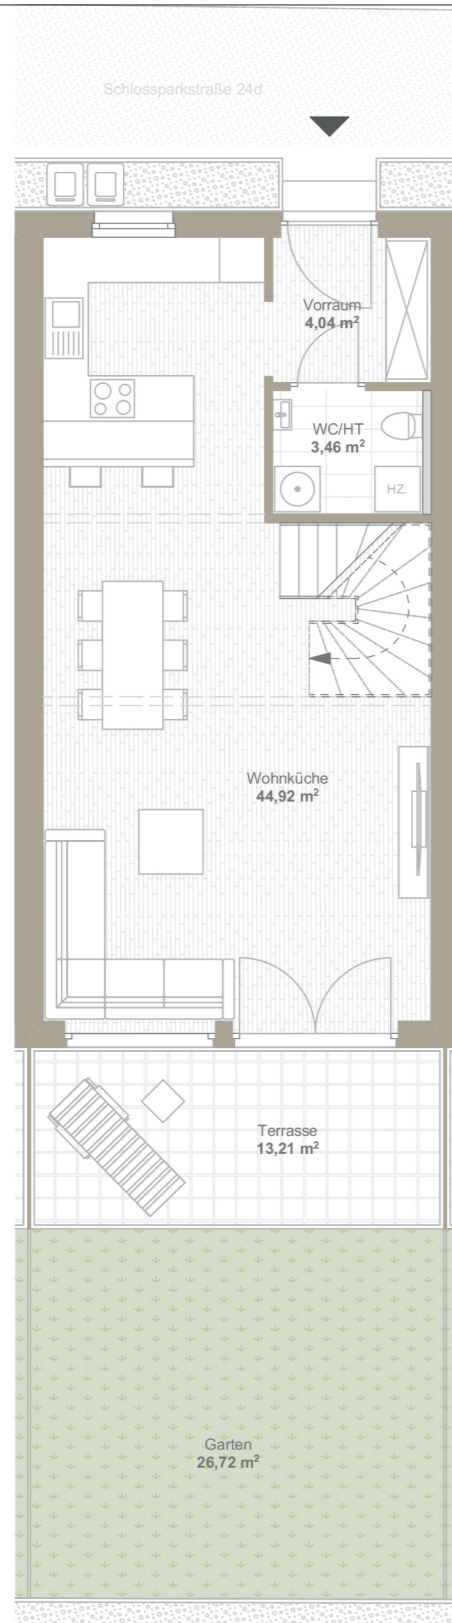 Schlossparkstraße 24d
Vorraum
4,04 m²
WC/HT
3,46 m²
HZ.
Wohnküche
44,92 m²
Terrasse
13,21 m²
Garten
26,72 m²